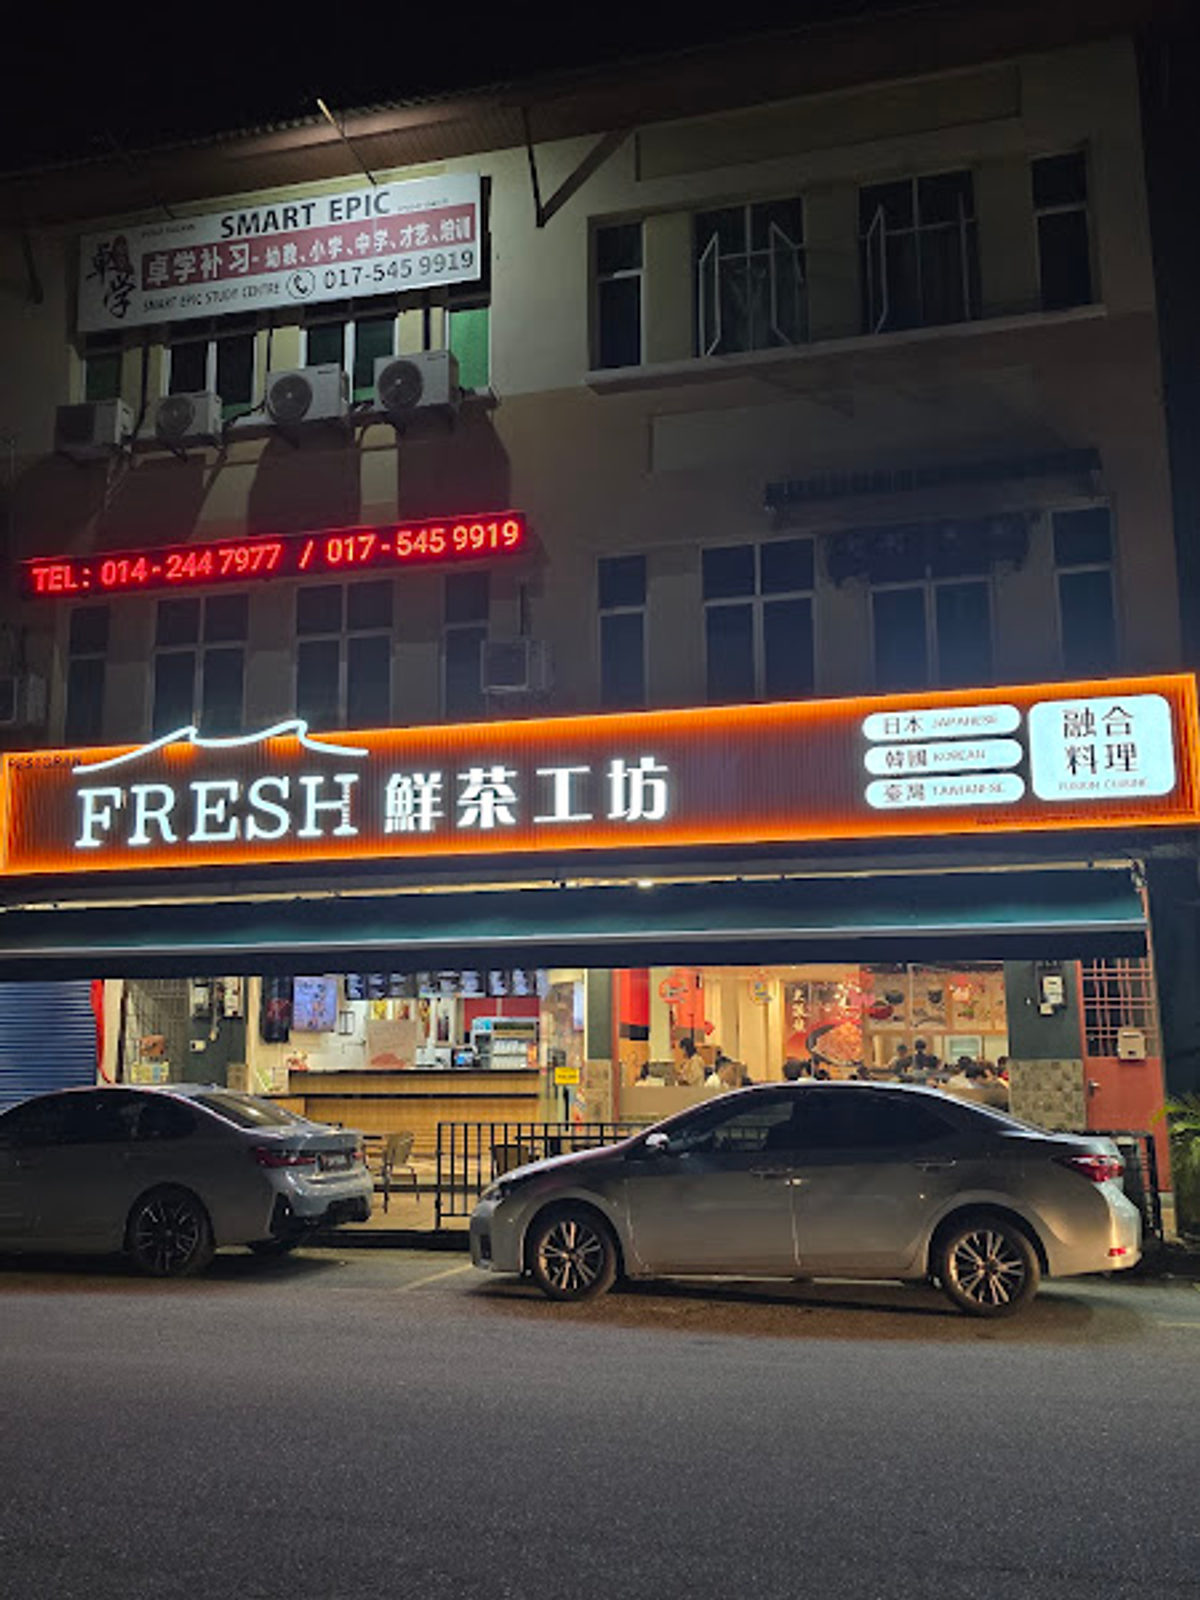 SMART EPIC
卓学
卓学补习-幼教、小学、中学、才艺、培训
SMART EPIC STUDY CENTRE 017-545 9919
TEL: 014-244 7977 / 017-545 9919
RESTORAN
FRESH 鮮茶工坊
日本 JAPANESE
韓國 KOREAN
臺灣 TAIWANESE
融合
料理
FUSION CUISINE